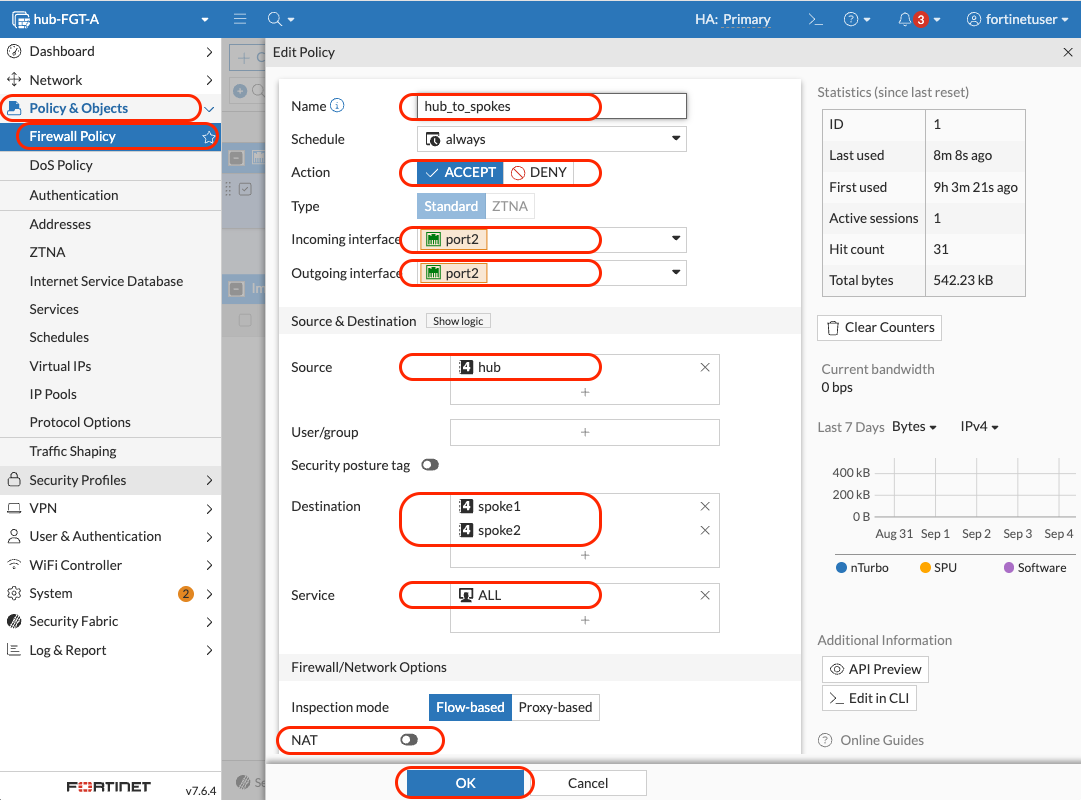 hub-FGT-A
HA: Primary
3
fortinetuser
Dashboard
Network
Policy & Objects
Firewall Policy
DoS Policy
Authentication
Addresses
ZTNA
Internet Service Database
Services
Schedules
Virtual IPs
IP Pools
Protocol Options
Traffic Shaping
Security Profiles
VPN
User & Authentication
WiFi Controller
System 2
Security Fabric
Log & Report
FORTINET v7.6.4
Edit Policy
Name hub_to_spokes
Schedule always
Action ACCEPT DENY
Type Standard ZTNA
Incoming interface port2
Outgoing interface port2
Source & Destination Show logic
Source 4 hub
+
User/group +
Security posture tag
Destination 4 spoke1
4 spoke2
+
Service ALL
+
Firewall/Network Options
Inspection mode Flow-based Proxy-based
NAT
OK Cancel
Statistics (since last reset)
ID 1
Last used 8m 8s ago
First used 9h 3m 21s ago
Active sessions 1
Hit count 31
Total bytes 542.23 kB
Clear Counters
Current bandwidth
0 bps
Last 7 Days Bytes IPv4
400 kB
200 kB
0 B
Aug 31 Sep 1 Sep 2 Sep 3 Sep 4
nTurbo SPU Software
Additional Information
API Preview
>_ Edit in CLI
Online Guides